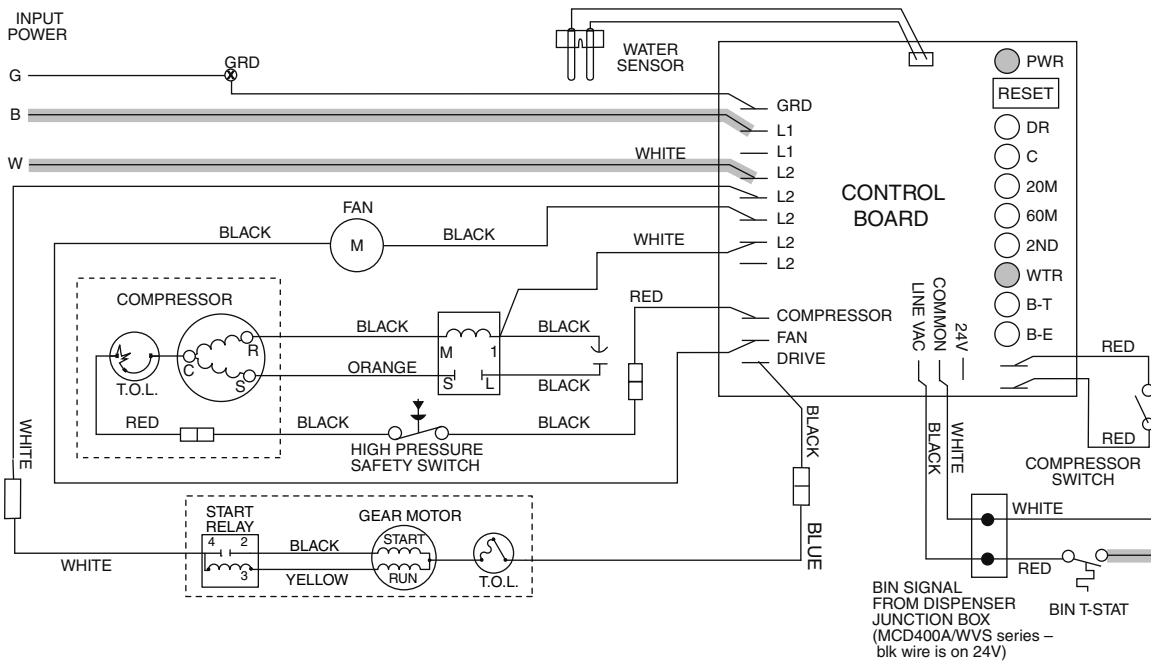 INPUT
POWER
G
GRD
B
W
WHITE
WATER
SENSOR
GRD
L1
L1
L2
L2
L2
L2
L2
CONTROL
BOARD
PWR
RESET
DR
C
20M
60M
2ND
WTR
B-T
B-E
FAN
M
BLACK
BLACK
WHITE
RED
COMPRESSOR
FAN
DRIVE
LINE VAC
COMMON
24V
COMPRESSOR
T.O.L.
C
R
S
BLACK
ORANGE
M
1
S
L
BLACK
BLACK
RED
BLACK
HIGH PRESSURE
SAFETY SWITCH
BLACK
WHITE
WHITE
START
RELAY
4
2
3
BLACK
YELLOW
GEAR MOTOR
START
RUN
T.O.L.
BLACK
BLUE
BLACK
WHITE
RED
RED
COMPRESSOR
SWITCH
WHITE
RED
BIN T-STAT
BIN SIGNAL
FROM DISPENSER
JUNCTION BOX
(MCD400A/WVS series –
blk wire is on 24V)